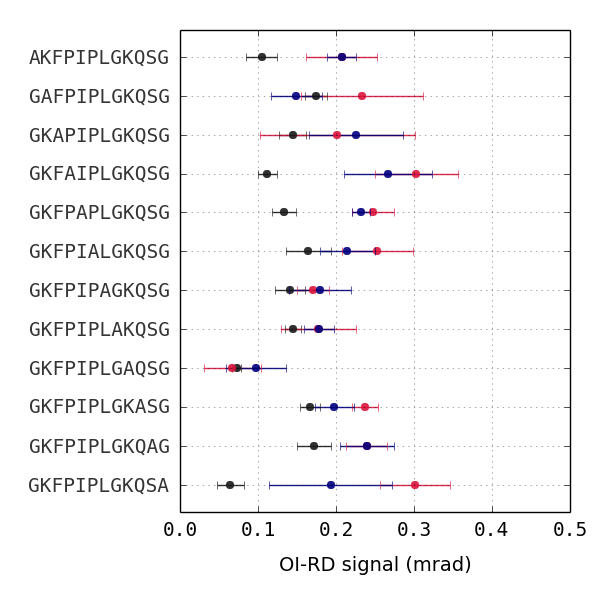 AKFPIPLGKQSG
GAFPIPLGKQSG
GKAPIPLGKQSG
GKFAIPLGKQSG
GKFPAPLGKQSG
GKFPIALGKQSG
GKFPIPAGKQSG
GKFPIPLAKQSG
GKFPIPLGAQSG
GKFPIPLGKASG
GKFPIPLGKQAG
GKFPIPLGKQSA
0.0 0.1 0.2 0.3 0.4 0.5
OI-RD signal (mrad)